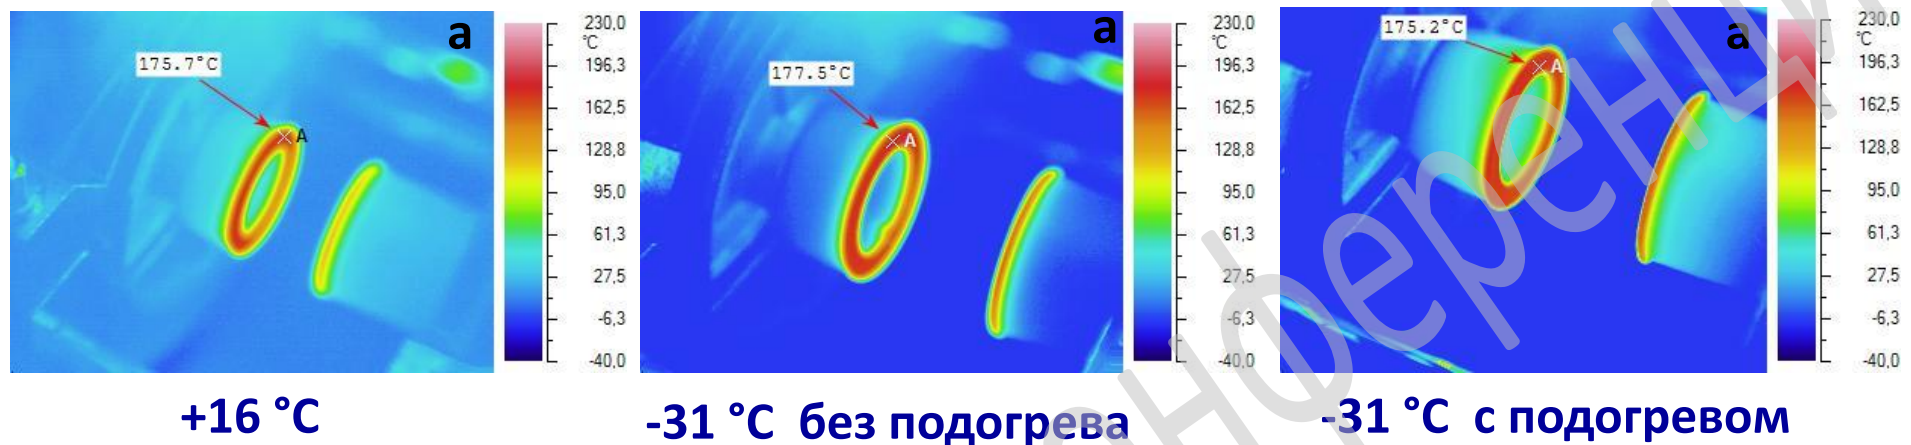 a
175.7°C
A
230,0
°C
196,3
162,5
128,8
95,0
61,3
27,5
-6,3
-40,0
+16 °C
a
177.5°C
A
230,0
°C
196,3
162,5
128,8
95,0
61,3
27,5
-6,3
-40,0
-31 °C без подогрева
a
175.2°C
A
230,0
°C
196,3
162,5
128,8
95,0
61,3
27,5
-6,3
-40,0
-31 °C с подогревом
нференци